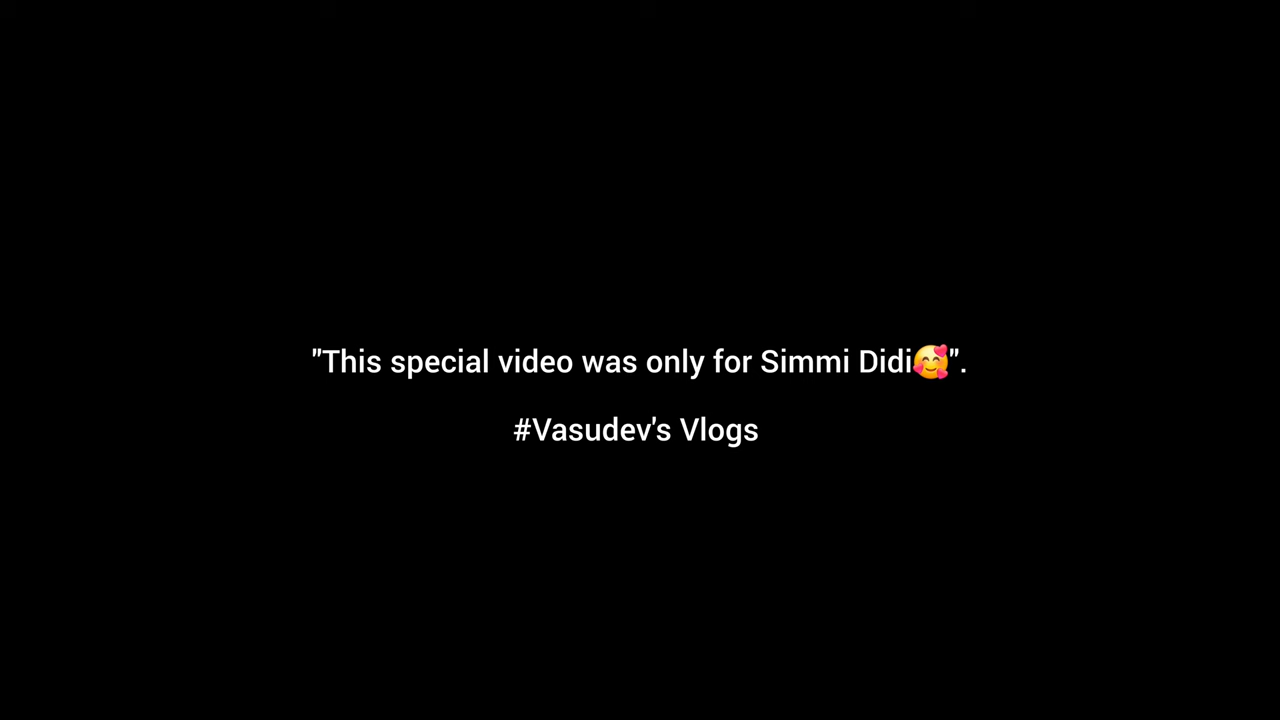 "This special video was only for Simmi Didi🥰".
#Vasudev's Vlogs